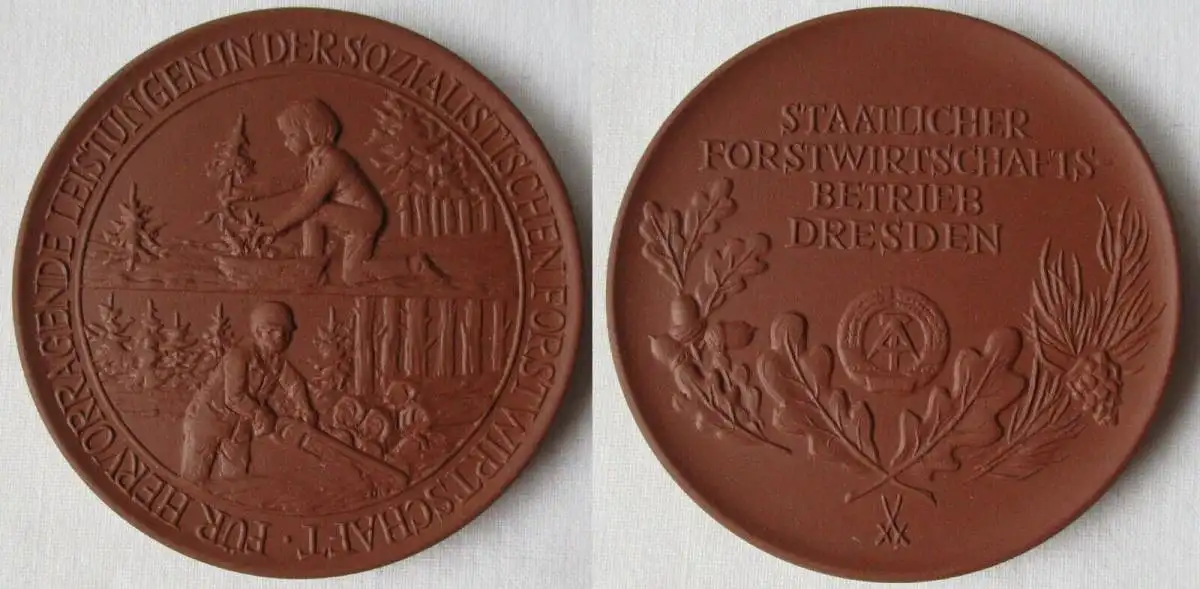 FÜR HERVORRAGENDE LEISTUNGEN IN DER SOZIALISTISCHEN FORSTWIRTSCHAFT ·
STAATLICHER
FORSTWIRTSCHAFTS-
BETRIEB
DRESDEN